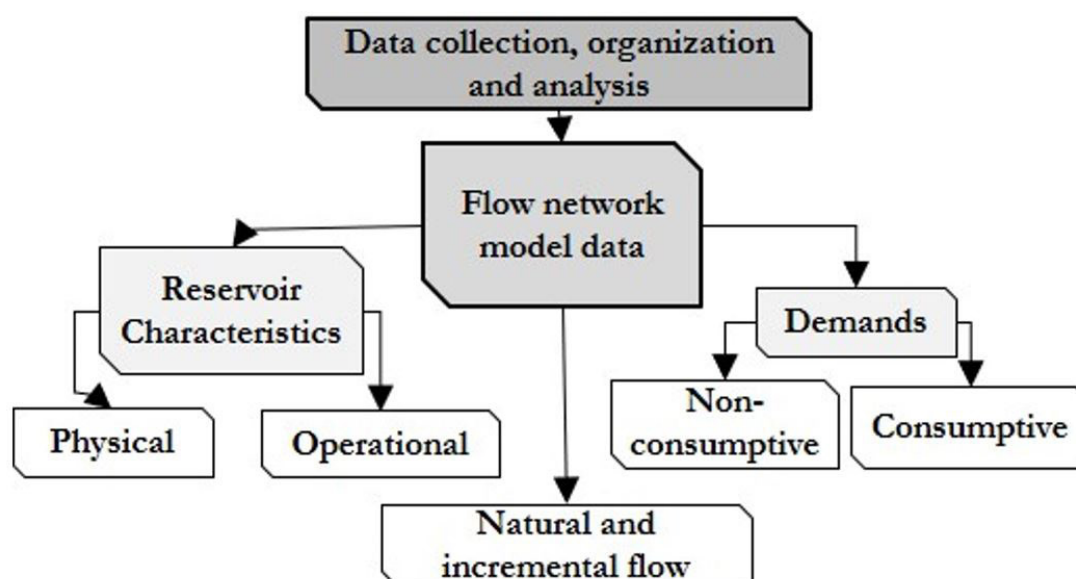 Data collection, organization
and analysis
Flow network
model data
Reservoir
Characteristics
Demands
Physical
Operational
Non-
consumptive
Consumptive
Natural and
incremental flow